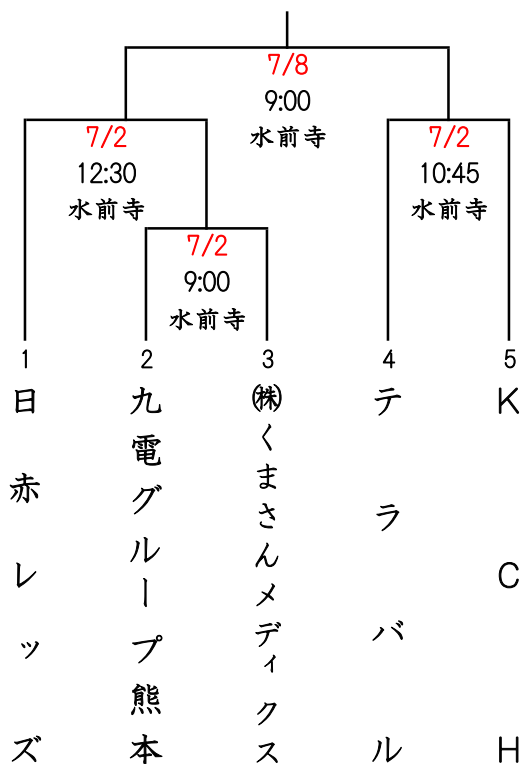 7/8
9:00
水前寺
7/2
12:30
水前寺
7/2
10:45
水前寺
7/2
9:00
水前寺
1
2
3
4
5
日赤レッズ
九電グループ熊本
㈱くまさんメディクス
テラバル
KCH